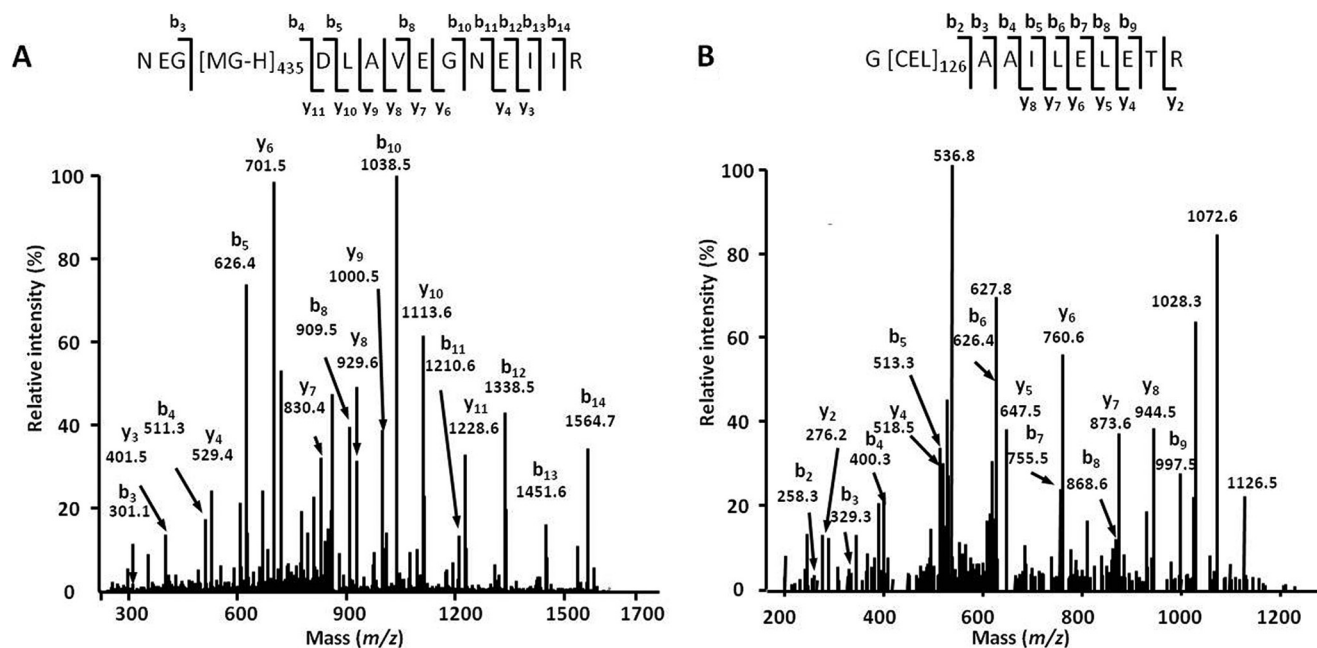 A
b3 b4 b5 b8 b10 b11 b12 b13 b14
N E G [MG-H]435 D L A V E G N E I I R
y11 y10 y9 y8 y7 y6 y4 y3
Relative intensity (%)
100
80
60
40
20
0
300 600 900 1200 1500 1700
Mass (m/z)
y3
401.5
b3
301.1
b4
511.3
y4
529.4
b5
626.4
y6
701.5
y7
830.4
b8
909.5
y8
929.6
y9
1000.5
b10
1038.5
y10
1113.6
b11
1210.6
y11
1228.6
b12
1338.5
b13
1451.6
b14
1564.7
B
b2 b3 b4 b5 b6 b7 b8 b9
G [CEL]126 A A I L E L E T R
y8 y7 y6 y5 y4 y2
Relative intensity (%)
100
80
60
40
20
0
200 400 600 800 1000 1200
Mass (m/z)
b2
258.3
y2
276.2
b3
329.3
b4
400.3
b5
513.3
y4
518.5
536.8
b6
626.4
627.8
y5
647.5
b7
755.5
y6
760.6
b8
868.6
y7
873.6
y8
944.5
b9
997.5
1028.3
1072.6
1126.5